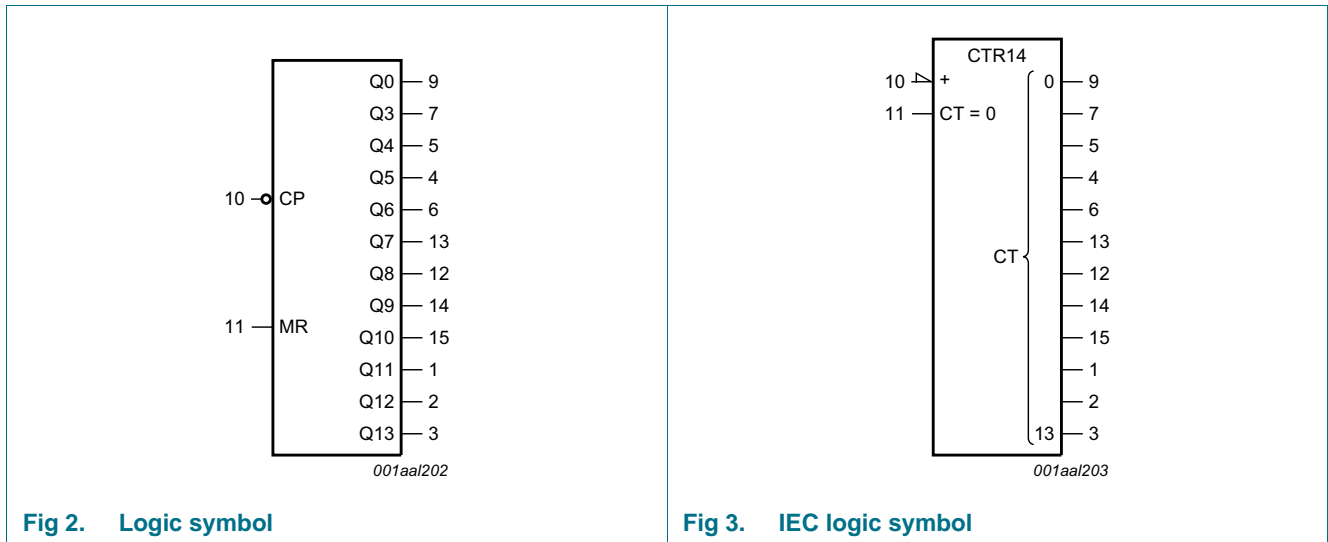 Q0 9
Q3 7
Q4 5
Q5 4
10 CP
Q6 6
Q7 13
Q8 12
Q9 14
11 MR
Q10 15
Q11 1
Q12 2
Q13 3
001aal202
Fig 2. Logic symbol
CTR14
10 + 0 9
11 CT = 0 7
5
4
6
13
CT
12
14
15
1
2
13 3
001aal203
Fig 3. IEC logic symbol